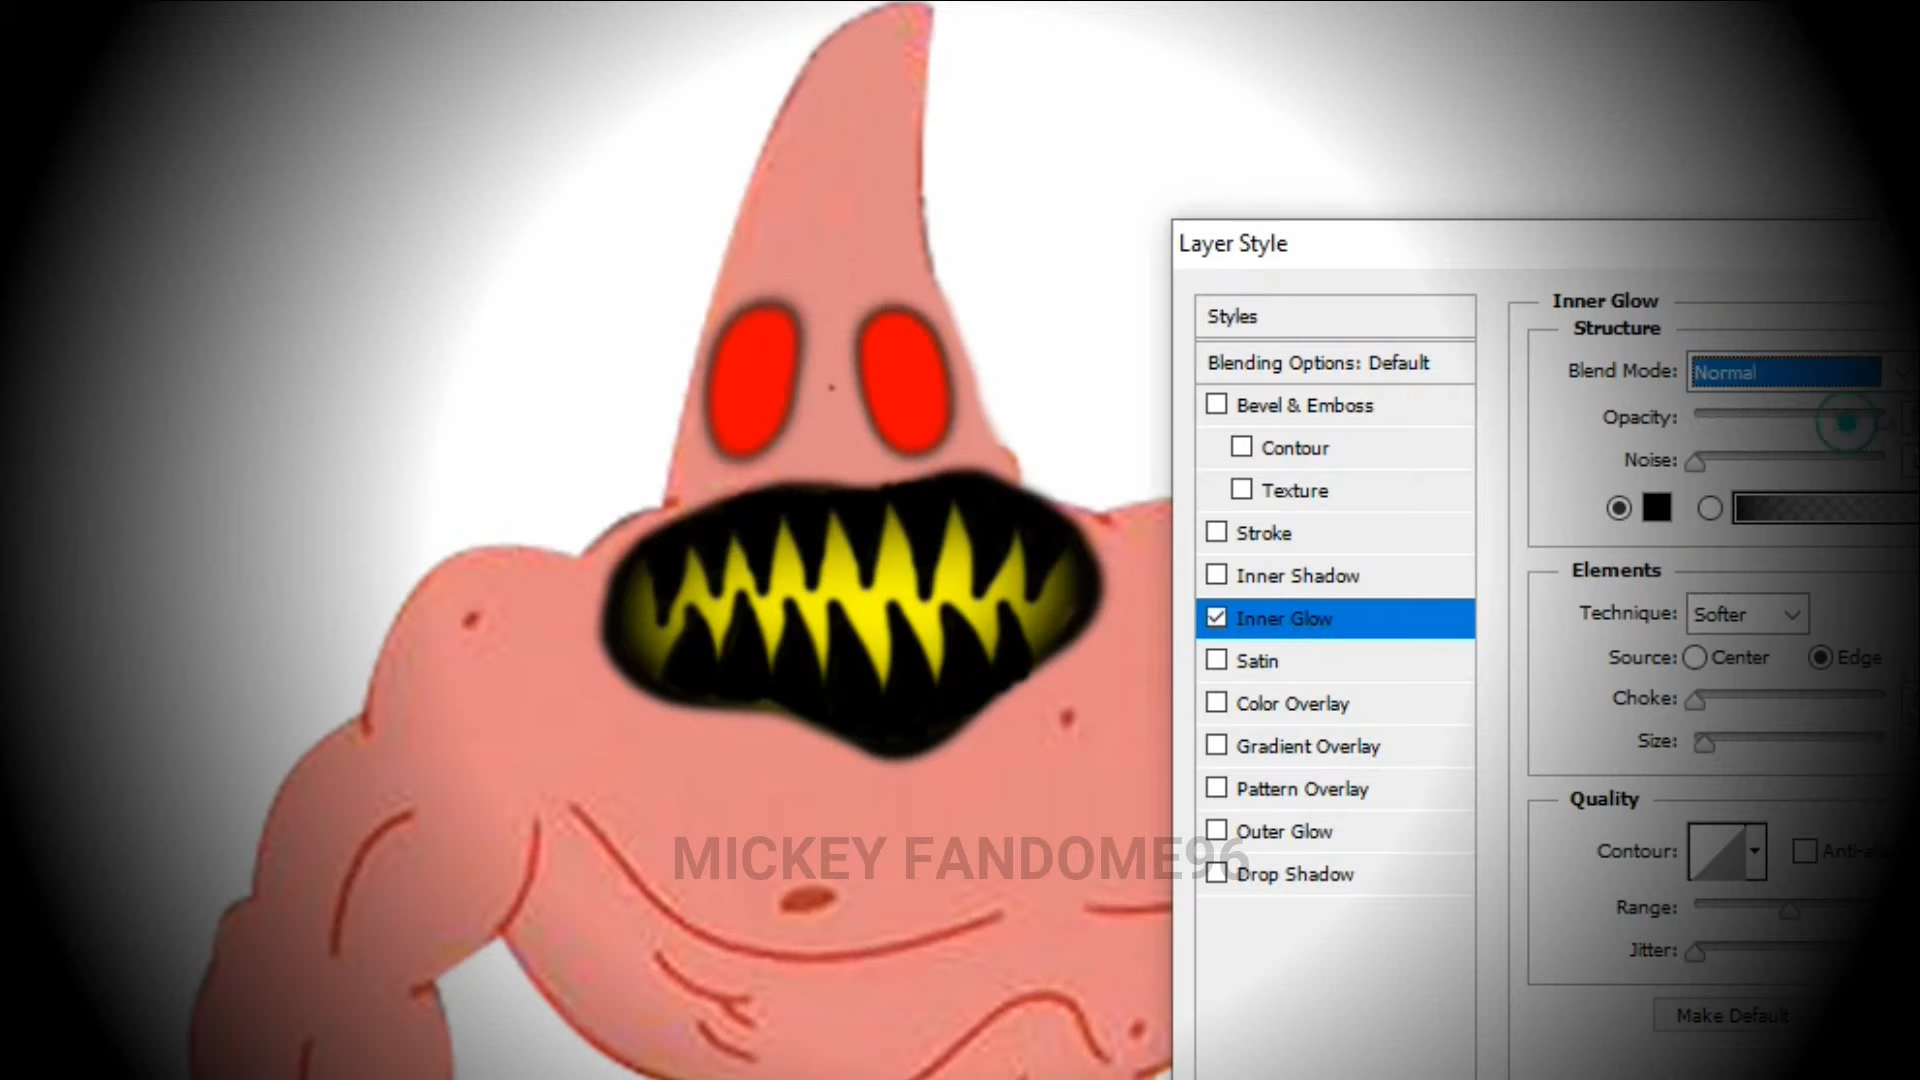 Layer Style
Styles
Blending Options: Default
Bevel & Emboss
Contour
Texture
Stroke
Inner Shadow
Inner Glow
Satin
Color Overlay
Gradient Overlay
Pattern Overlay
Outer Glow
Drop Shadow
Inner Glow
Structure
Blend Mode: Normal
Opacity:
Noise:
Elements
Technique: Softer
Source: Center Edge
Choke:
Size:
Quality
Contour:
Range:
Jitter:
Make Default
MICKEY FANDOME96